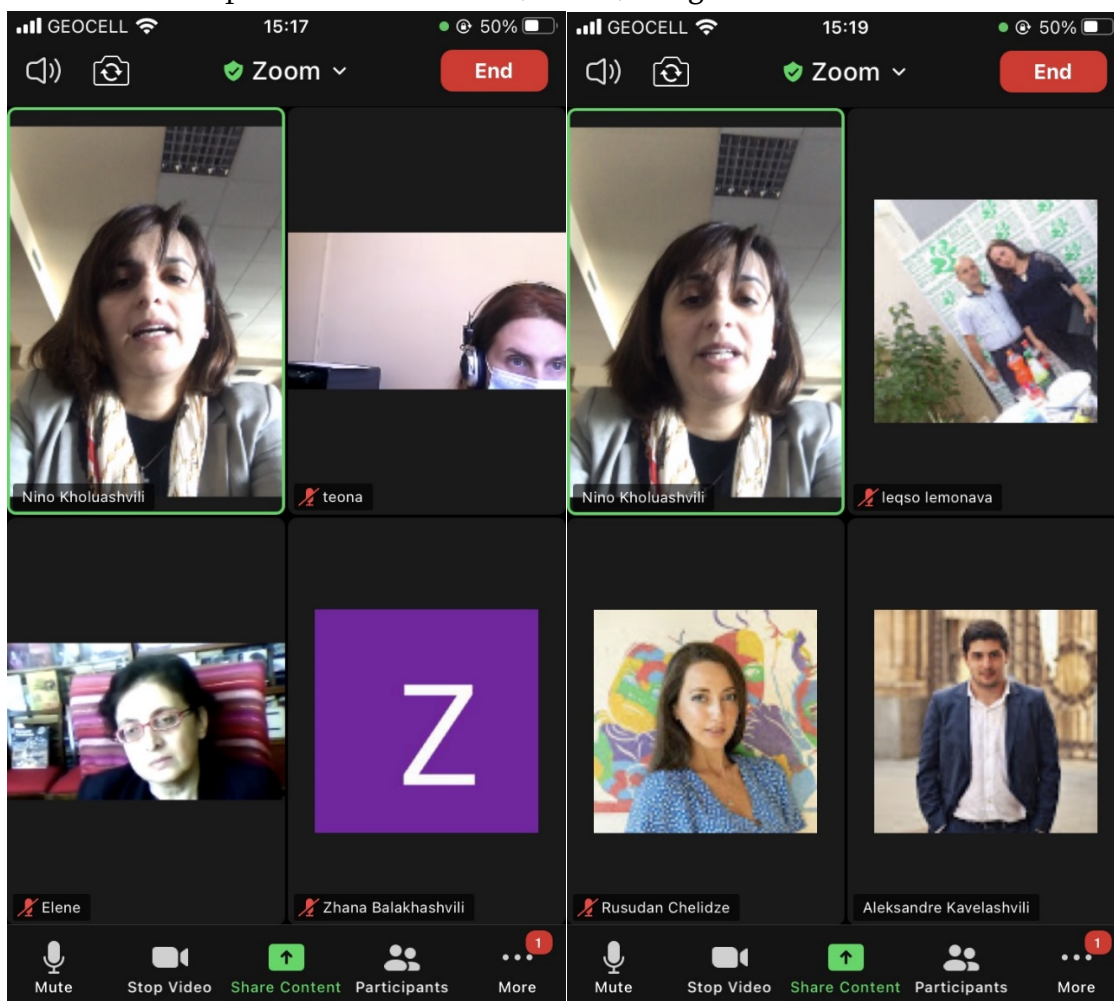 GEOCELL
15:17
50%
Zoom
End
Nino Kholuashvili
teona
Z
Elene
Zhana Balakhashvili
Mute
Stop Video
Share Content
Participants
1
More
GEOCELL
15:19
50%
Zoom
End
Nino Kholuashvili
leqso lemonava
Rusudan Chelidze
Aleksandre Kavelashvili
Mute
Stop Video
Share Content
Participants
1
More